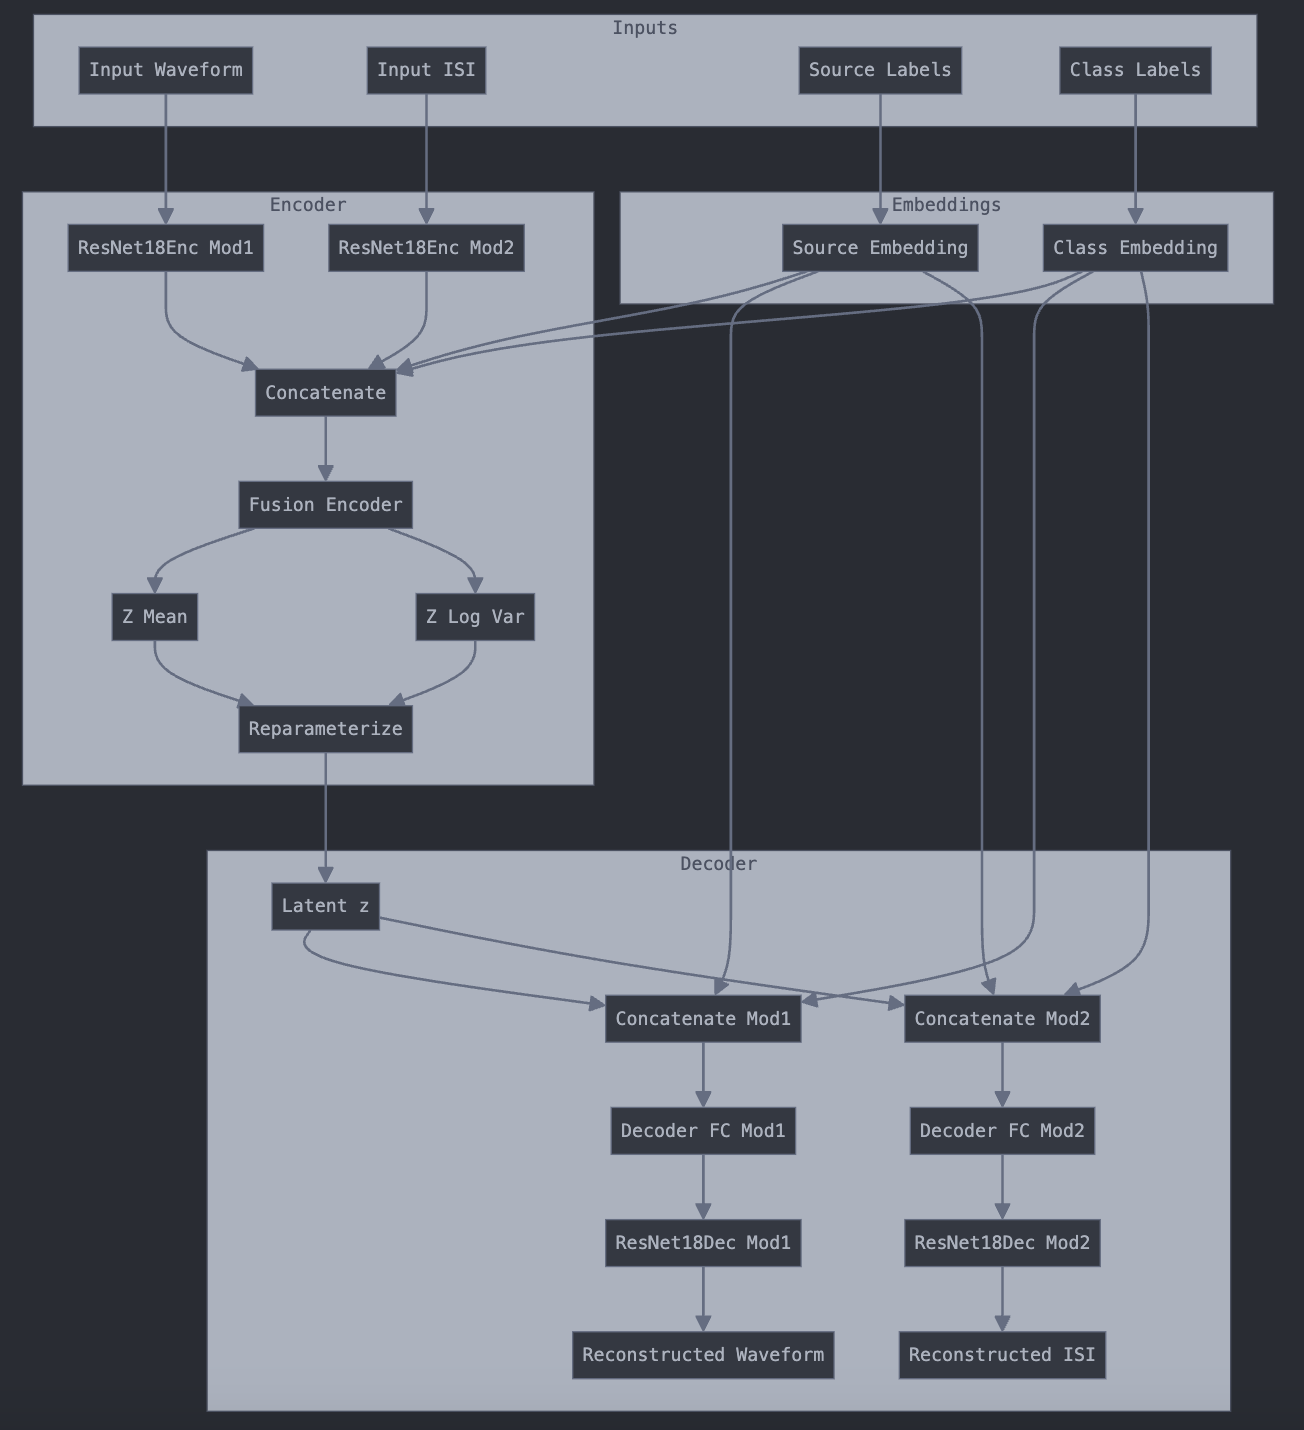 Inputs
Input Waveform
Input ISI
Source Labels
Class Labels
Encoder
Embeddings
ResNet18Enc Mod1
ResNet18Enc Mod2
Source Embedding
Class Embedding
Concatenate
Fusion Encoder
Z Mean
Z Log Var
Reparameterize
Decoder
Latent z
Concatenate Mod1
Concatenate Mod2
Decoder FC Mod1
Decoder FC Mod2
ResNet18Dec Mod1
ResNet18Dec Mod2
Reconstructed Waveform
Reconstructed ISI